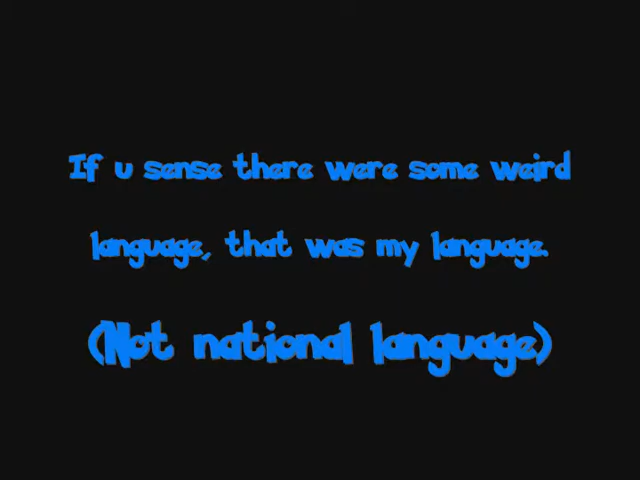 If u sense there were some weird
language, that was my language.
(Not national language)